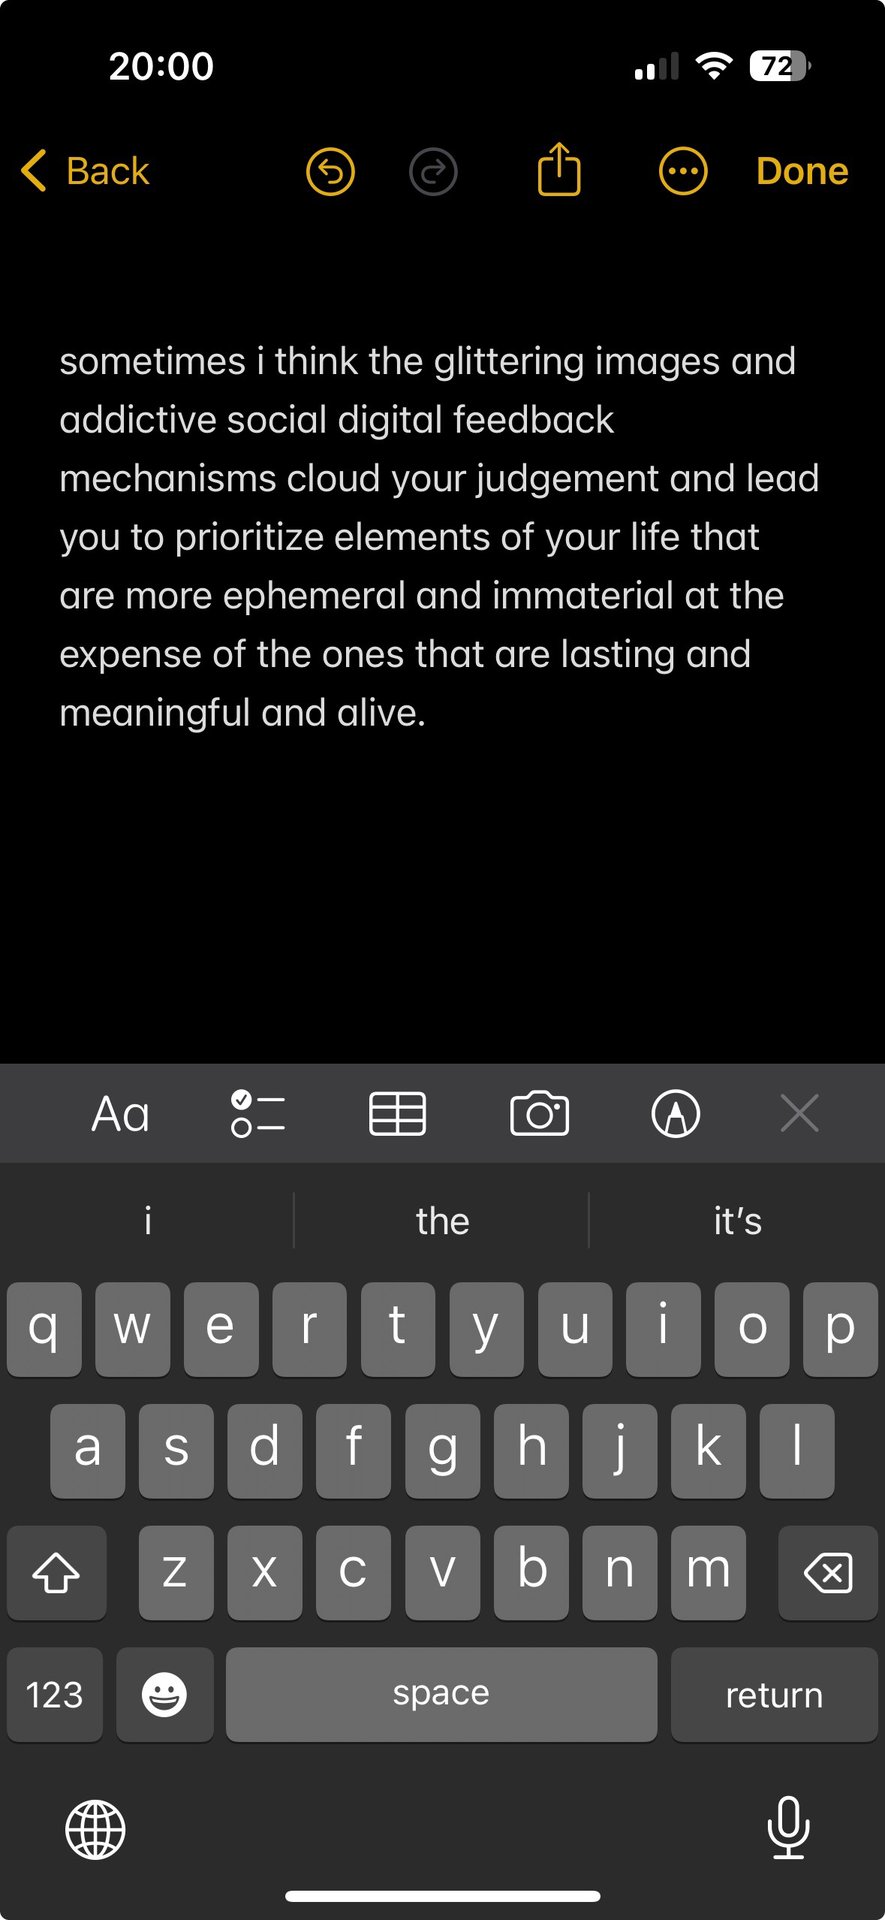 20:00
72
Back
Done
sometimes i think the glittering images and
addictive social digital feedback
mechanisms cloud your judgement and lead
you to prioritize elements of your life that
are more ephemeral and immaterial at the
expense of the ones that are lasting and
meaningful and alive.
Aa
i the it's
q w e r t y u i o p
a s d f g h j k l
z x c v b n m
123 space return